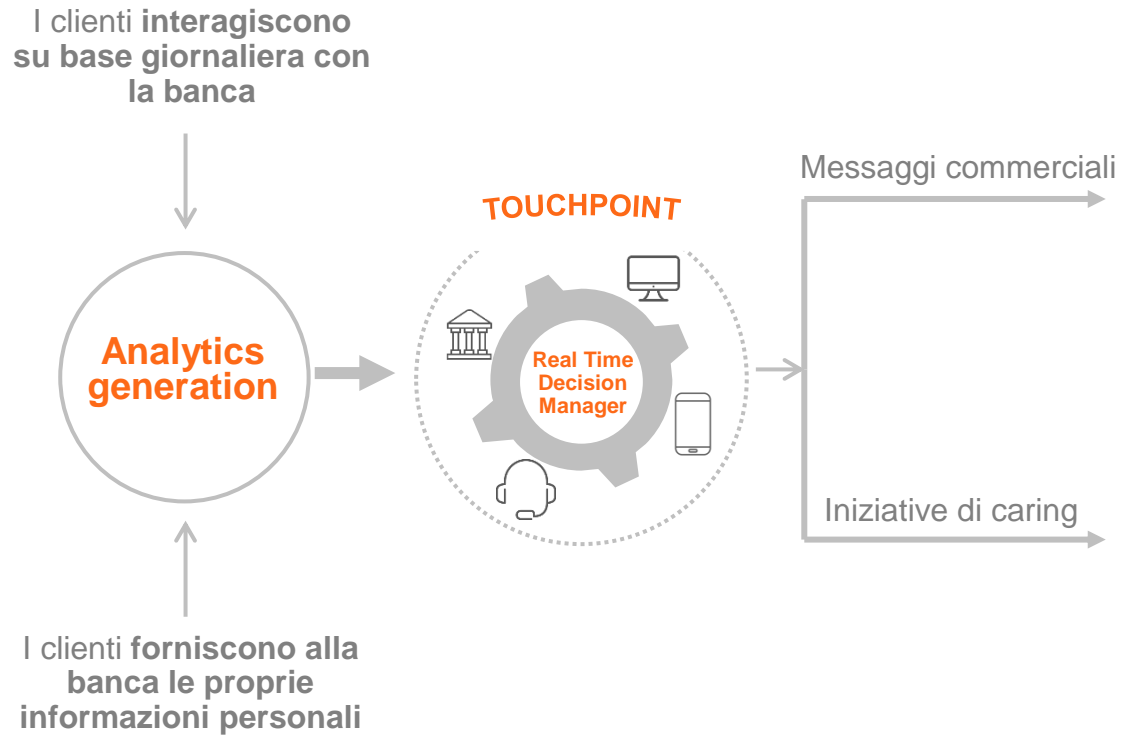 I clienti interagiscono
su base giornaliera con
la banca
Messaggi commerciali
TOUCHPOINT
Analytics
generation
Real Time
Decision
Manager
Iniziative di caring
I clienti forniscono alla
banca le proprie
informazioni personali